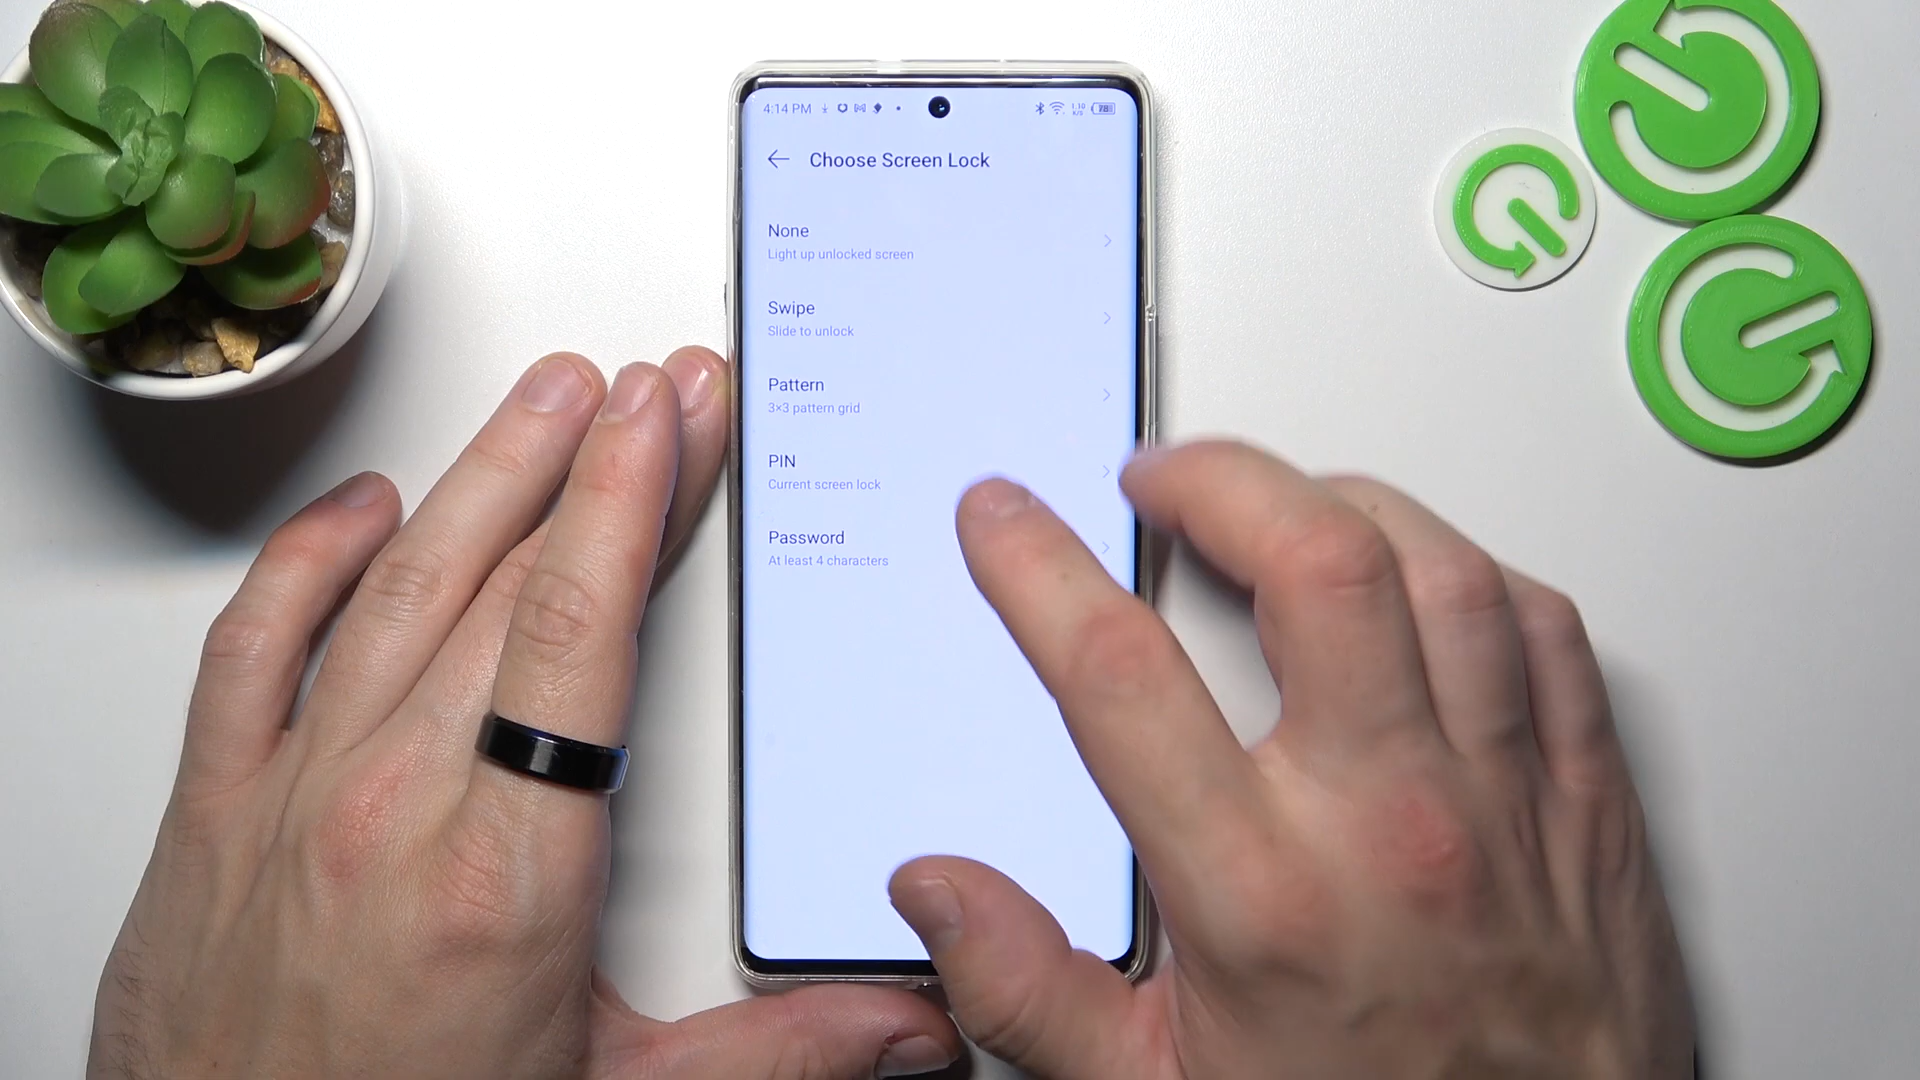 4:14 PM
1.10
K/S
78
Choose Screen Lock
None
Light up unlocked screen
Swipe
Slide to unlock
Pattern
3×3 pattern grid
PIN
Current screen lock
Password
At least 4 characters